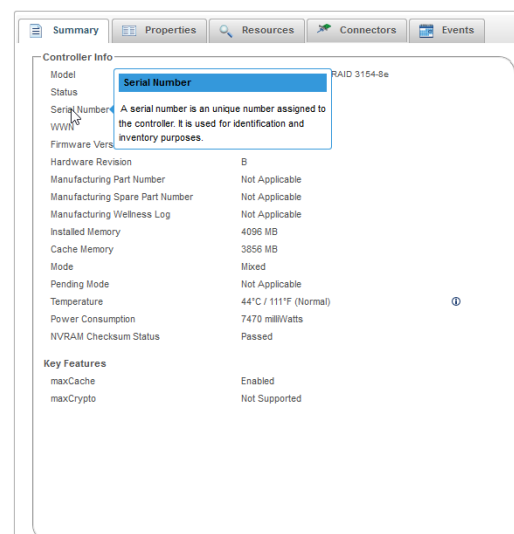 Summary Properties Resources Connectors Events
Controller Info
Model RAID 3154-8e
Status
Serial Number
WWN
Firmware Vers
Serial Number
A serial number is an unique number assigned to
the controller. It is used for identification and
inventory purposes.
Hardware Revision B
Manufacturing Part Number Not Applicable
Manufacturing Spare Part Number Not Applicable
Manufacturing Wellness Log Not Applicable
Installed Memory 4096 MB
Cache Memory 3856 MB
Mode Mixed
Pending Mode Not Applicable
Temperature 44°C / 111°F (Normal)
Power Consumption 7470 milliWatts
NVRAM Checksum Status Passed
Key Features
maxCache Enabled
maxCrypto Not Supported